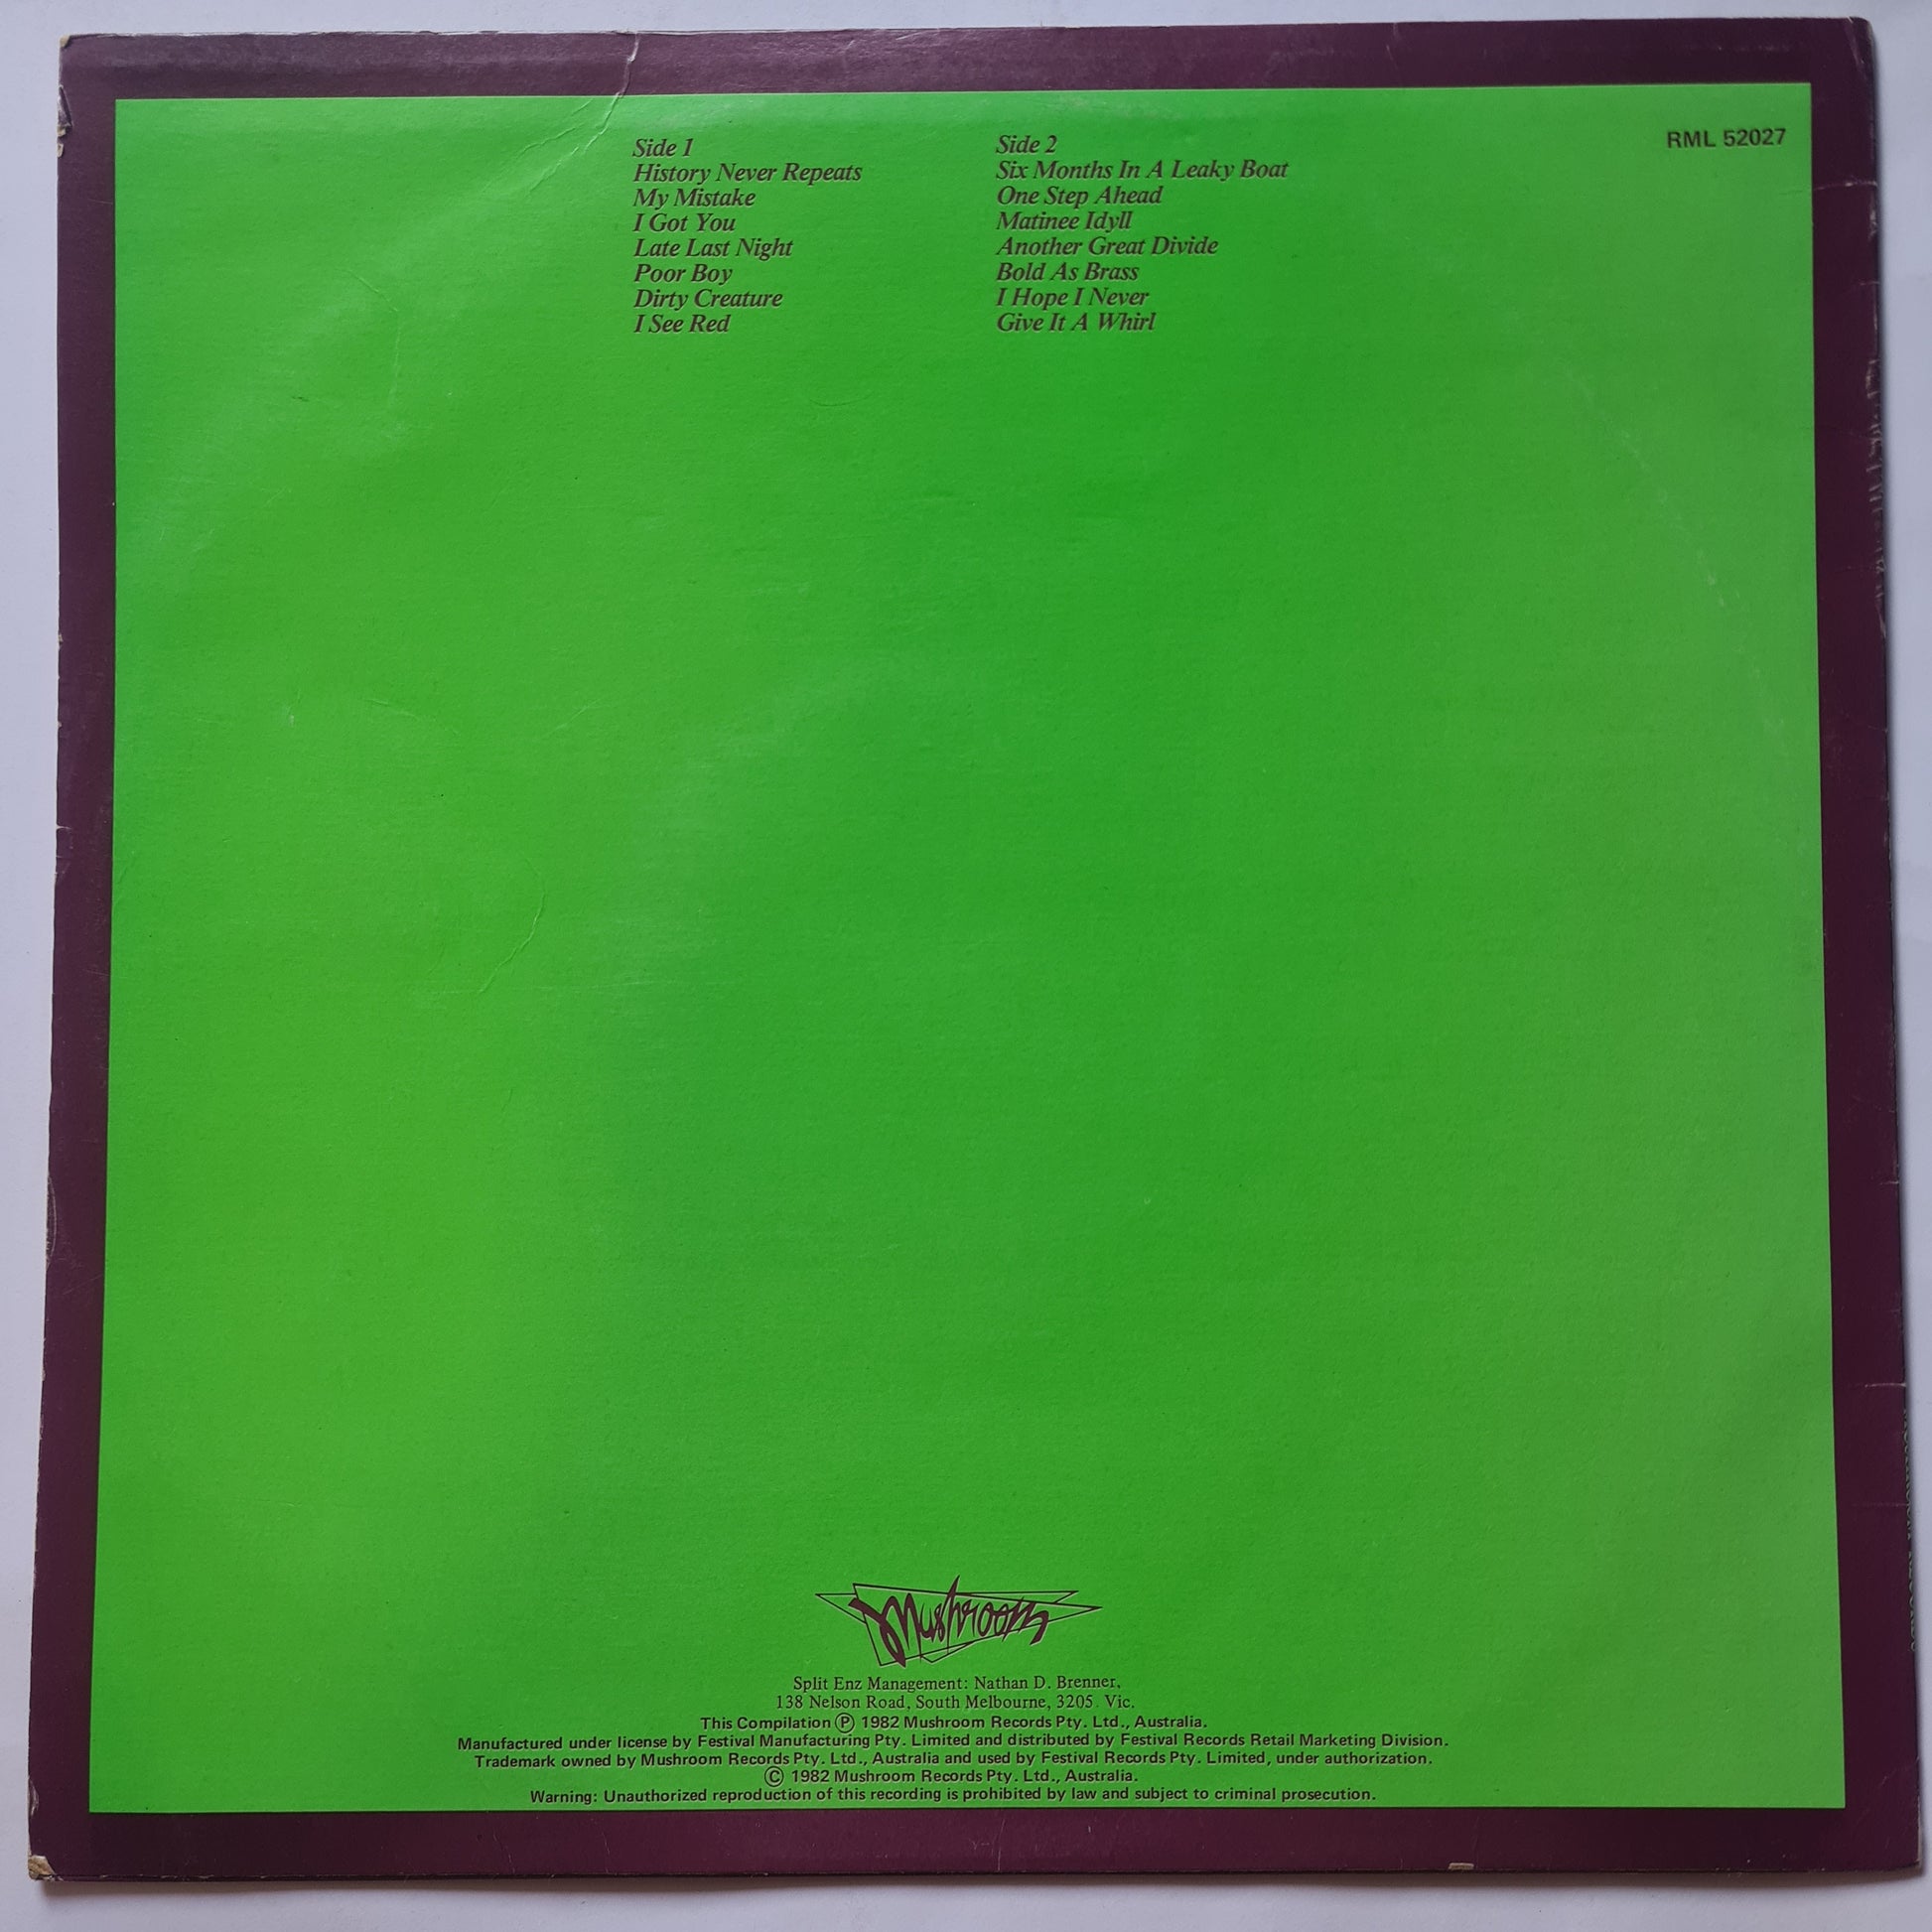 RML 52027
Side 1
History Never Repeats
My Mistake
I Got You
Late Last Night
Poor Boy
Dirty Creature
I See Red
Side 2
Six Months In A Leaky Boat
One Step Ahead
Matinee Idyll
Another Great Divide
Bold As Brass
I Hope I Never
Give It A Whirl
Mushroom
Split Enz Management: Nathan D. Brenner,
138 Nelson Road, South Melbourne, 3205. Vic.
This Compilation Ⓟ 1982 Mushroom Records Pty. Ltd., Australia.
Manufactured under license by Festival Manufacturing Pty. Limited and distributed by Festival Records Retail Marketing Division.
Trademark owned by Mushroom Records Pty. Ltd., Australia and used by Festival Records Pty. Limited, under authorization.
© 1982 Mushroom Records Pty. Ltd., Australia.
Warning: Unauthorized reproduction of this recording is prohibited by law and subject to criminal prosecution.